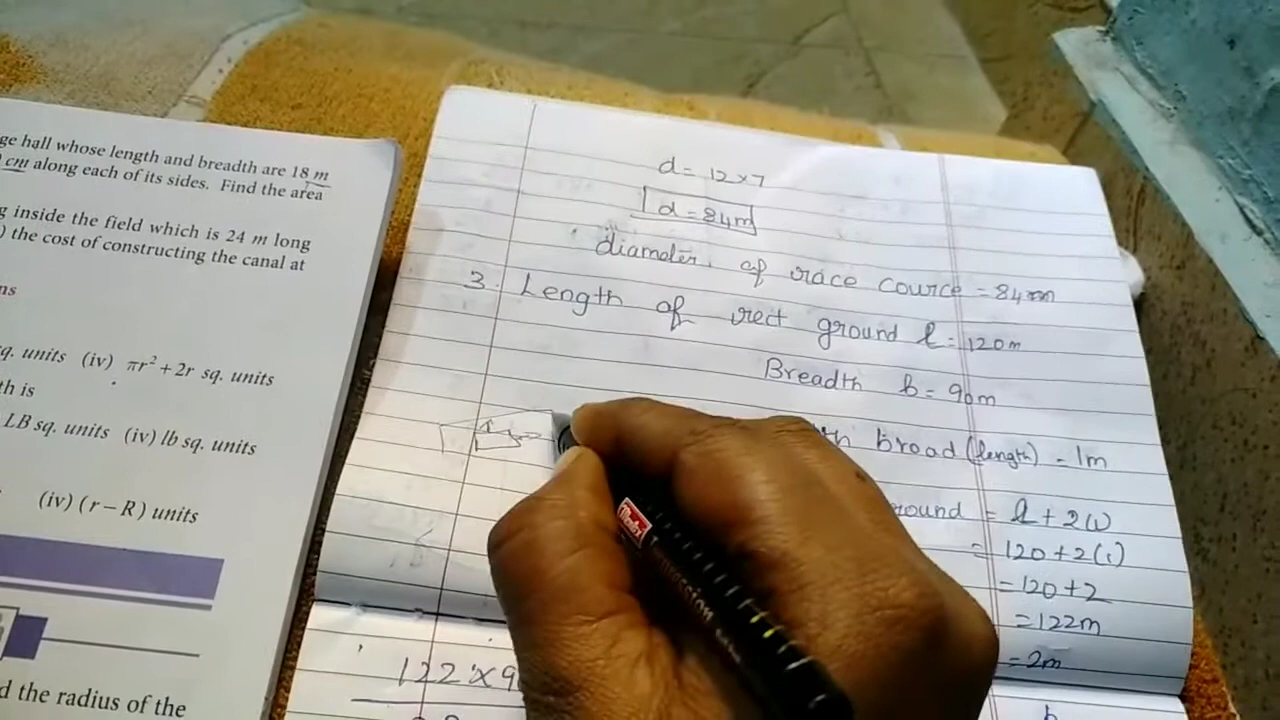 ge hall whose length and breadth are 18 m
cm along each of its sides. Find the area
g inside the field which is 24 m long
) the cost of constructing the canal at
ns
q. units (iv) πr² + 2r sq. units
th is
LB sq. units (iv) lb sq. units
(iv) (r – R) units
d the radius of the
d = 12×7
d = 84m
diameter of race cource = 84m
3. Length of rect ground l = 120m
Breadth b = 90m
broad (length) = 1m
round = l + 2(1)
= 120 + 2(1)
= 120 + 2
= 122m
= 2m
122 × 9
b